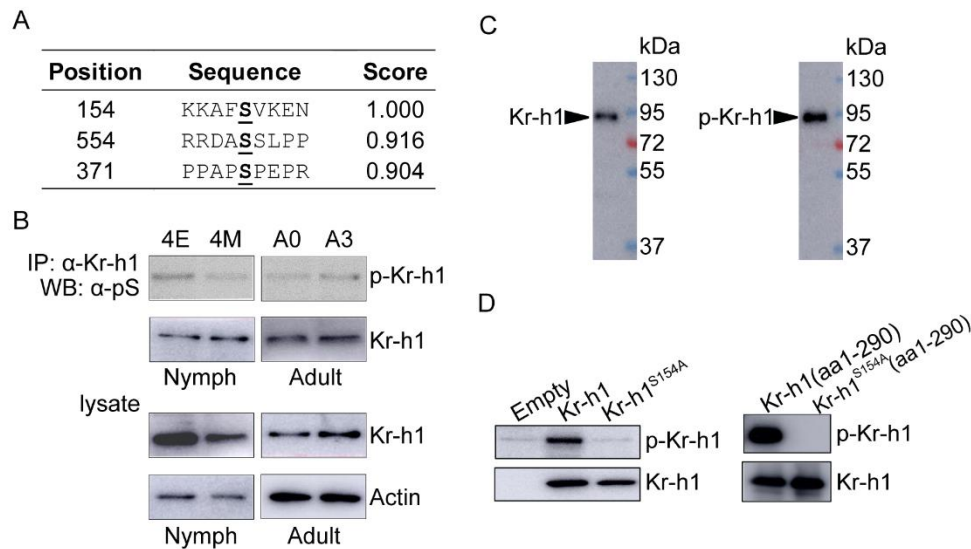 A
Position Sequence Score
154 KKAFSVKEN 1.000
554 RRDASSLPP 0.916
371 PPAPSPEPR 0.904
B
4E 4M A0 A3
IP: α-Kr-h1
WB: α-pS
p-Kr-h1
Kr-h1
Nymph Adult
lysate
Kr-h1
Actin
Nymph Adult
C
kDa
130
Kr-h1 95
72
55
37
kDa
130
p-Kr-h1 95
72
55
37
D
Empty Kr-h1 Kr-h1S154A
p-Kr-h1
Kr-h1
Kr-h1(aa1-290) Kr-h1S154A(aa1-290)
p-Kr-h1
Kr-h1